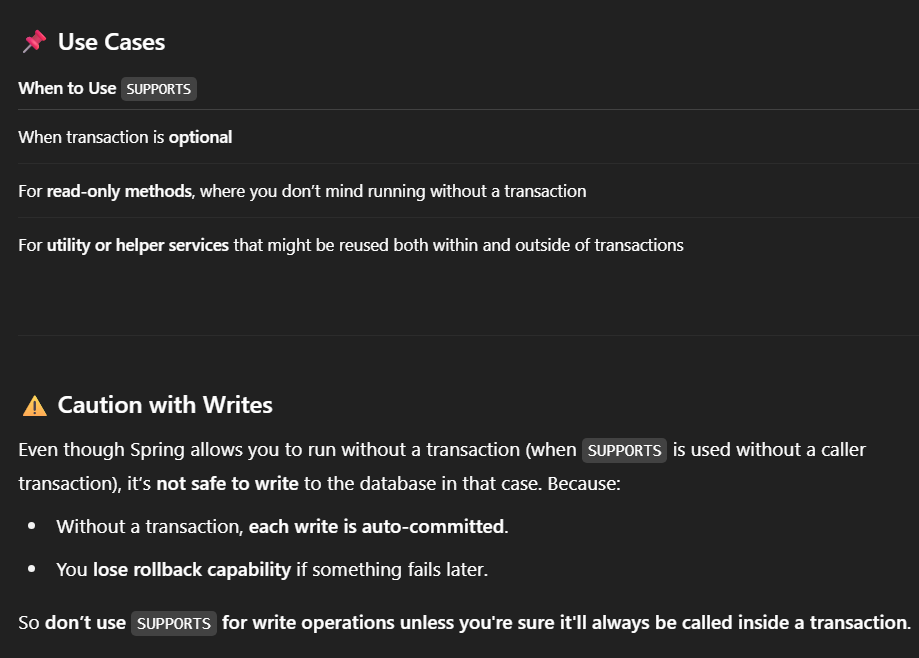 📌 Use Cases
When to Use SUPPORTS
When transaction is optional
For read-only methods, where you don’t mind running without a transaction
For utility or helper services that might be reused both within and outside of transactions
⚠️ Caution with Writes
Even though Spring allows you to run without a transaction (when SUPPORTS is used without a caller
transaction), it’s not safe to write to the database in that case. Because:
• Without a transaction, each write is auto-committed.
• You lose rollback capability if something fails later.
So don’t use SUPPORTS for write operations unless you're sure it'll always be called inside a transaction.